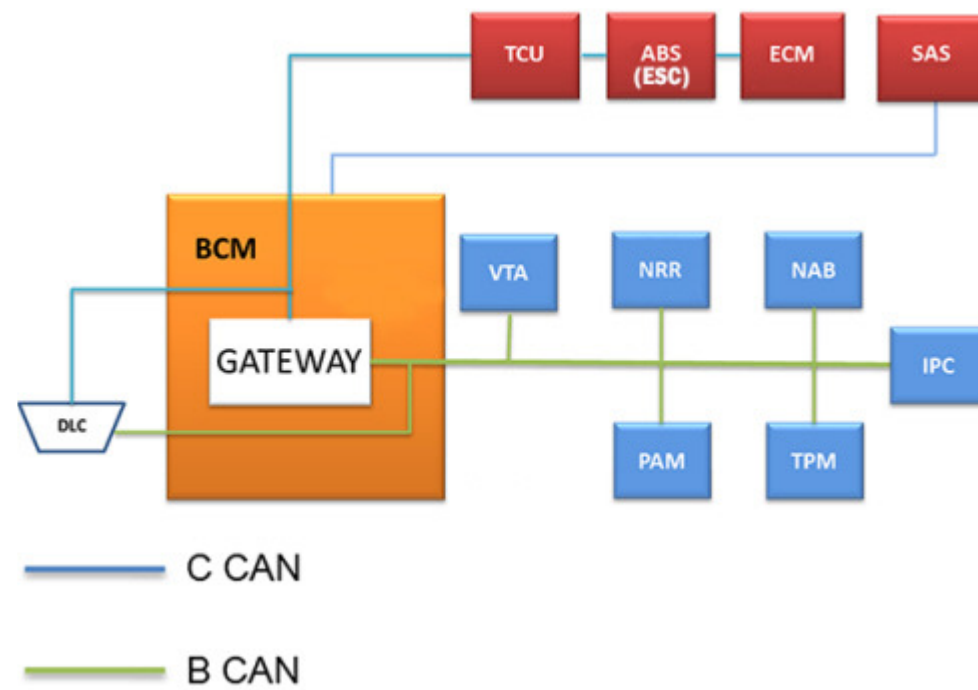 TCU
ABS
(ESC)
ECM
SAS
BCM
VTA
NRR
NAB
GATEWAY
IPC
DLC
PAM
TPM
C CAN
B CAN